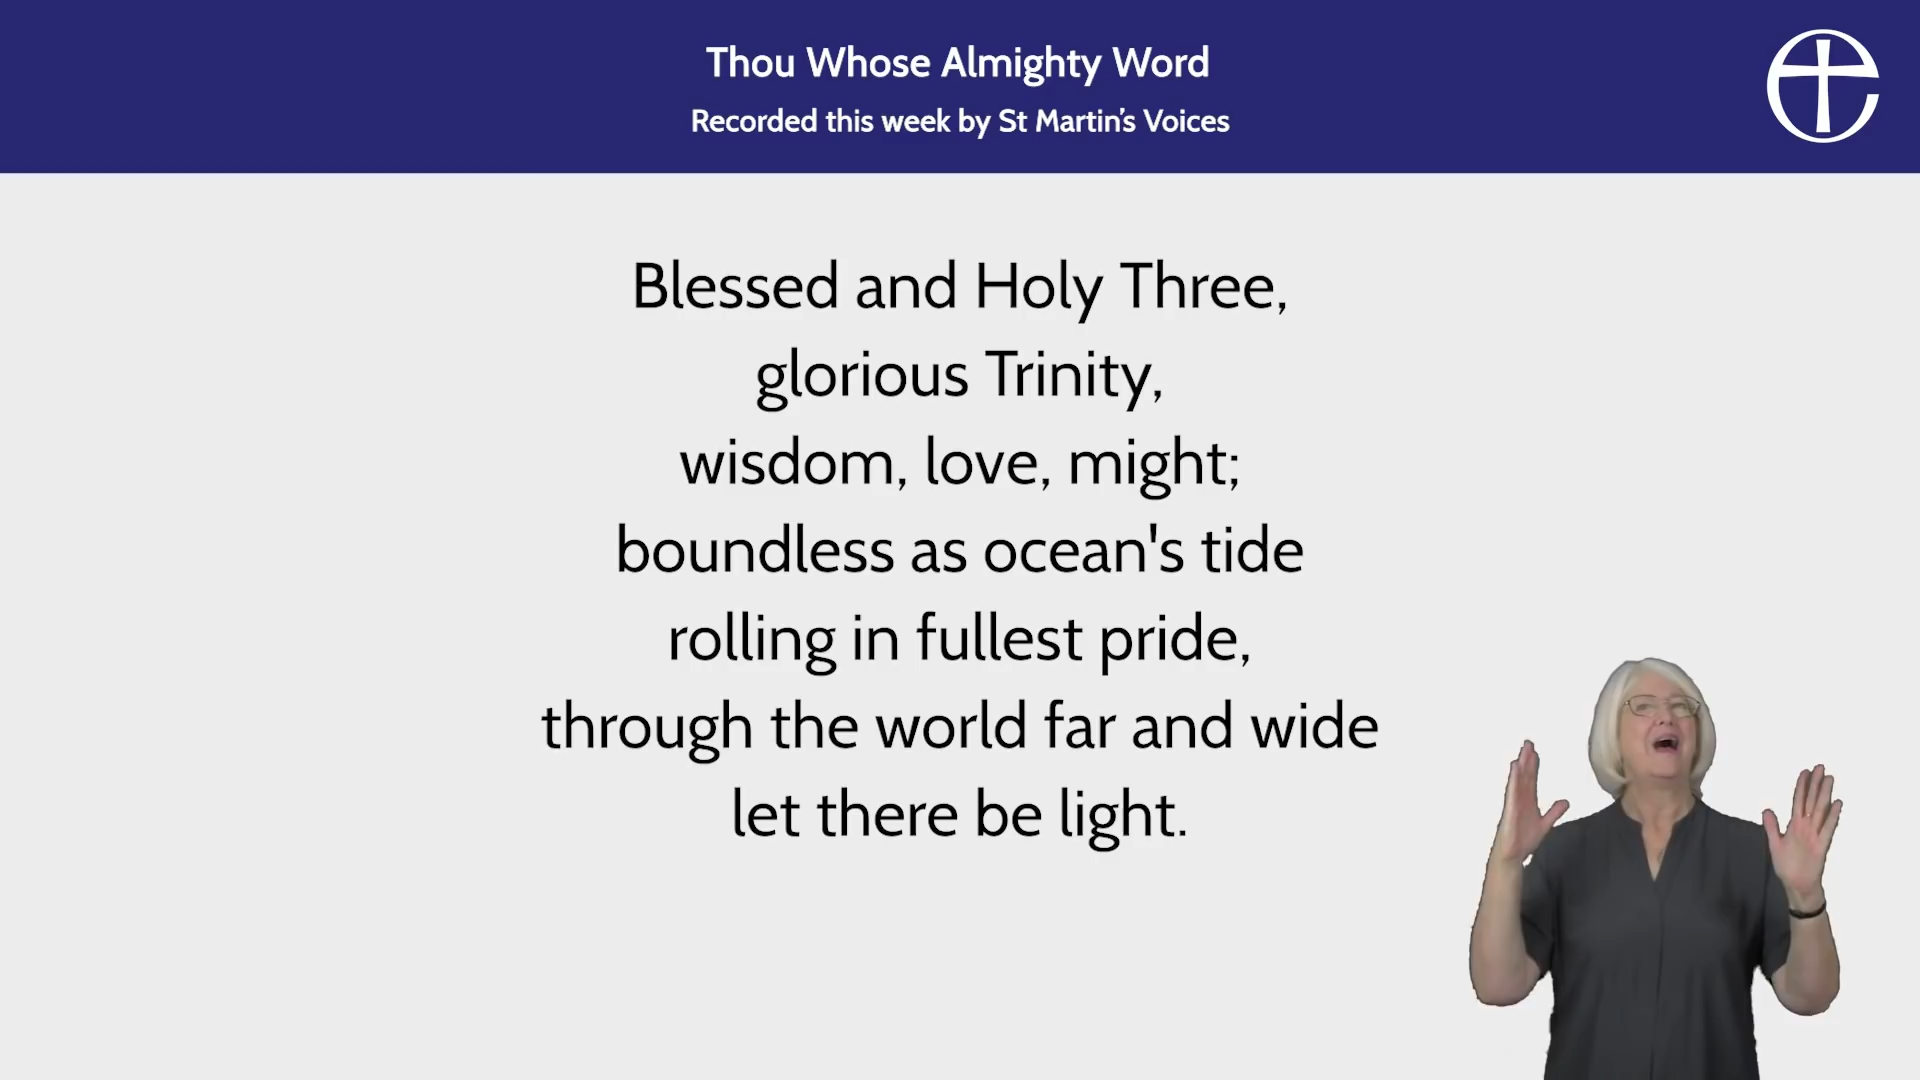 Thou Whose Almighty Word
Recorded this week by St Martin’s Voices
Blessed and Holy Three,
glorious Trinity,
wisdom, love, might;
boundless as ocean's tide
rolling in fullest pride,
through the world far and wide
let there be light.